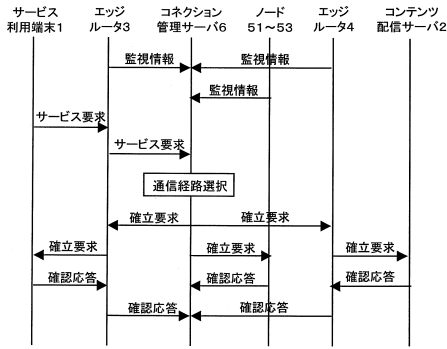 サービス
利用端末1
エッジ
ルータ3
コネクション
管理サーバ6
ノード
51～53
エッジ
ルータ4
コンテンツ
配信サーバ2
監視情報
監視情報
監視情報
サービス要求
サービス要求
通信経路選択
確立要求
確立要求
確立要求
確立要求
確立要求
確認応答
確認応答
確認応答
確認応答
確認応答